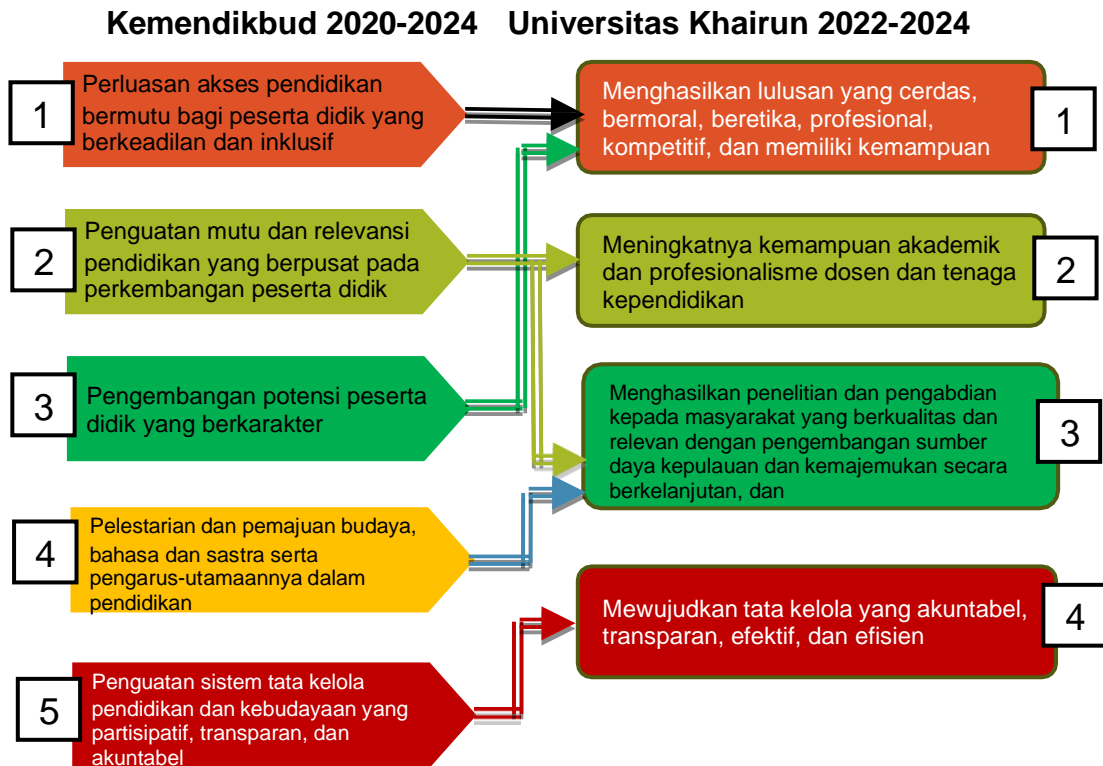 Kemendikbud 2020-2024 Universitas Khairun 2022-2024
1
Perluasan akses pendidikan
bermutu bagi peserta didik yang
berkeadilan dan inklusif
Menghasilkan lulusan yang cerdas,
bermoral, beretika, profesional,
kompetitif, dan memiliki kemampuan
1
2
Penguatan mutu dan relevansi
pendidikan yang berpusat pada
perkembangan peserta didik
Meningkatnya kemampuan akademik
dan profesionalisme dosen dan tenaga
kependidikan
2
3
Pengembangan potensi peserta
didik yang berkarakter
Menghasilkan penelitian dan pengabdian
kepada masyarakat yang berkualitas dan
relevan dengan pengembangan sumber
daya kepulauan dan kemajemukan secara
berkelanjutan, dan
3
4
Pelestarian dan pemajuan budaya,
bahasa dan sastra serta
pengarus-utamaannya dalam
pendidikan
Mewujudkan tata kelola yang akuntabel,
transparan, efektif, dan efisien
4
5
Penguatan sistem tata kelola
pendidikan dan kebudayaan yang
partisipatif, transparan, dan
akuntabel